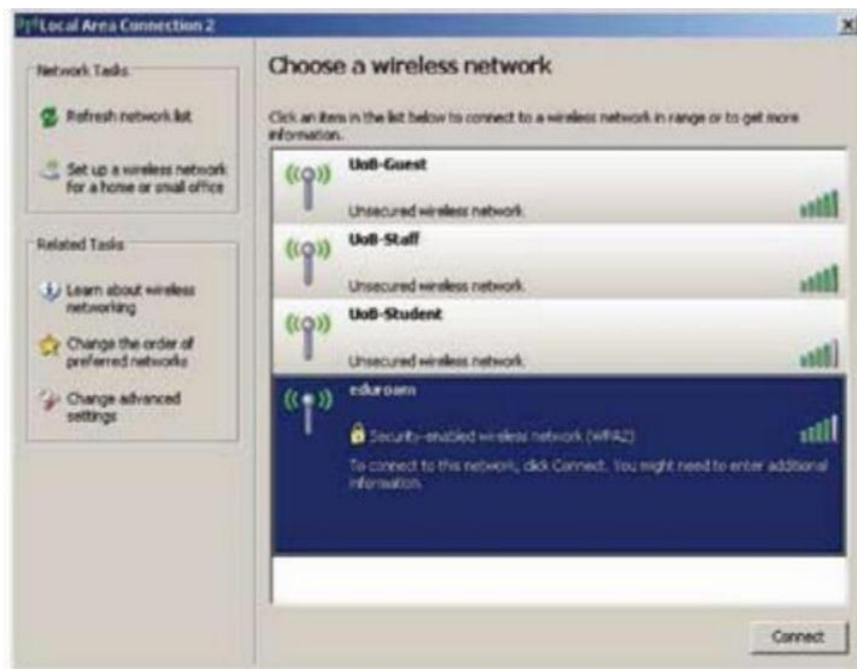 Local Area Connection 2
Network Tasks
Refresh network list
Set up a wireless network
for a home or small office
Related Tasks
Learn about wireless
networking
Change the order of
preferred networks
Change advanced
settings
Choose a wireless network
Click an item in the list below to connect to a wireless network in range or to get more
information.
UoB-Guest
Unsecured wireless network
UoB-Staff
Unsecured wireless network
UoB-Student
Unsecured wireless network
eduroam
Security-enabled wireless network (WPA2)
To connect to this network, click Connect. You might need to enter additional
information.
Connect